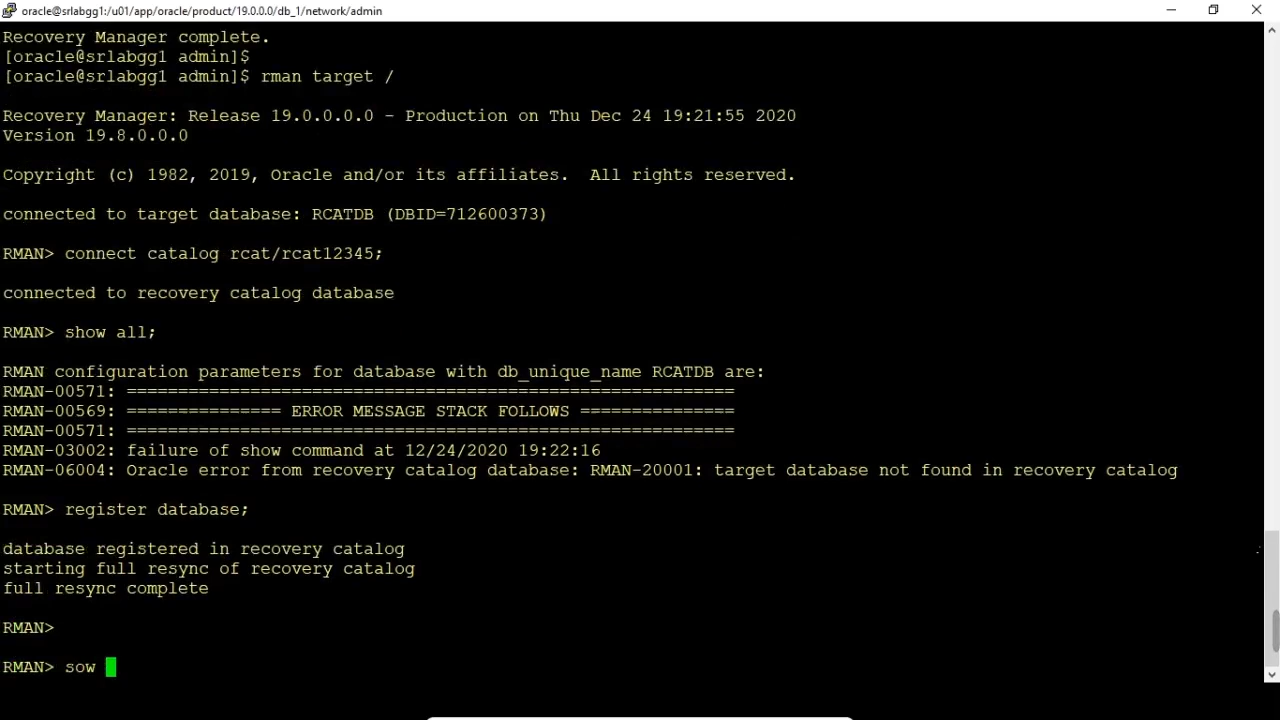 oracle@srlabgg1:/u01/app/oracle/product/19.0.0.0/db_1/network/admin
Recovery Manager complete.
[oracle@srlabgg1 admin]$
[oracle@srlabgg1 admin]$ rman target /
Recovery Manager: Release 19.0.0.0.0 - Production on Thu Dec 24 19:21:55 2020
Version 19.8.0.0.0
Copyright (c) 1982, 2019, Oracle and/or its affiliates.  All rights reserved.
connected to target database: RCATDB (DBID=712600373)
RMAN> connect catalog rcat/rcat12345;
connected to recovery catalog database
RMAN> show all;
RMAN configuration parameters for database with db_unique_name RCATDB are:
RMAN-00571: ===========================================================
RMAN-00569: =============== ERROR MESSAGE STACK FOLLOWS ===============
RMAN-00571: ===========================================================
RMAN-03002: failure of show command at 12/24/2020 19:22:16
RMAN-06004: Oracle error from recovery catalog database: RMAN-20001: target database not found in recovery catalog
RMAN> register database;
database registered in recovery catalog
starting full resync of recovery catalog
full resync complete
RMAN>
RMAN> sow